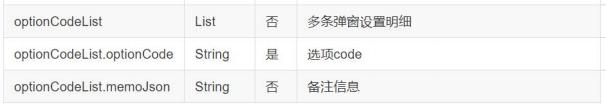 optionCodeList List 否 多条弹窗设置明细
optionCodeList.optionCode String 是 选项code
optionCodeList.memoJson String 否 备注信息